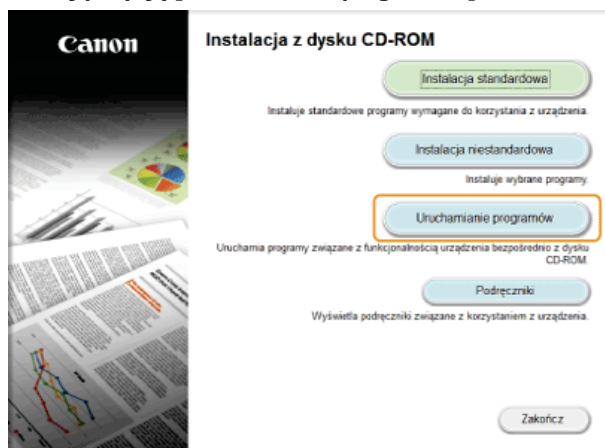 Canon
Instalacja z dysku CD-ROM
Instalacja standardowa
Instaluje standardowe programy wymagane do korzystania z urządzenia.
Instalacja niestandardowa
Instaluje wybrane programy.
Uruchamianie programów
Uruchamia programy związane z funkcjonalnością urządzenia bezpośrednio z dysku
CD-ROM.
Podręczniki
Wyświetla podręczniki związane z korzystaniem z urządzenia.
Zakończ